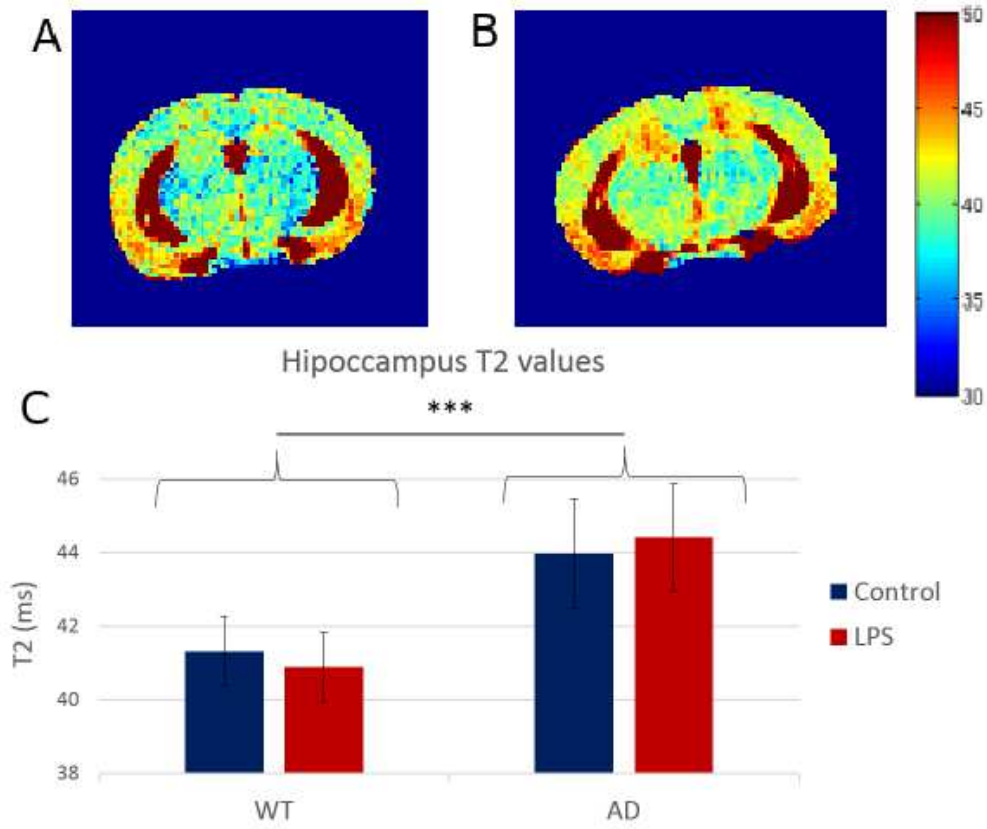 A
B
50
45
40
35
30
Hipoccampus T2 values
C
***
46
44
42
40
38
T2 (ms)
WT
AD
Control
LPS